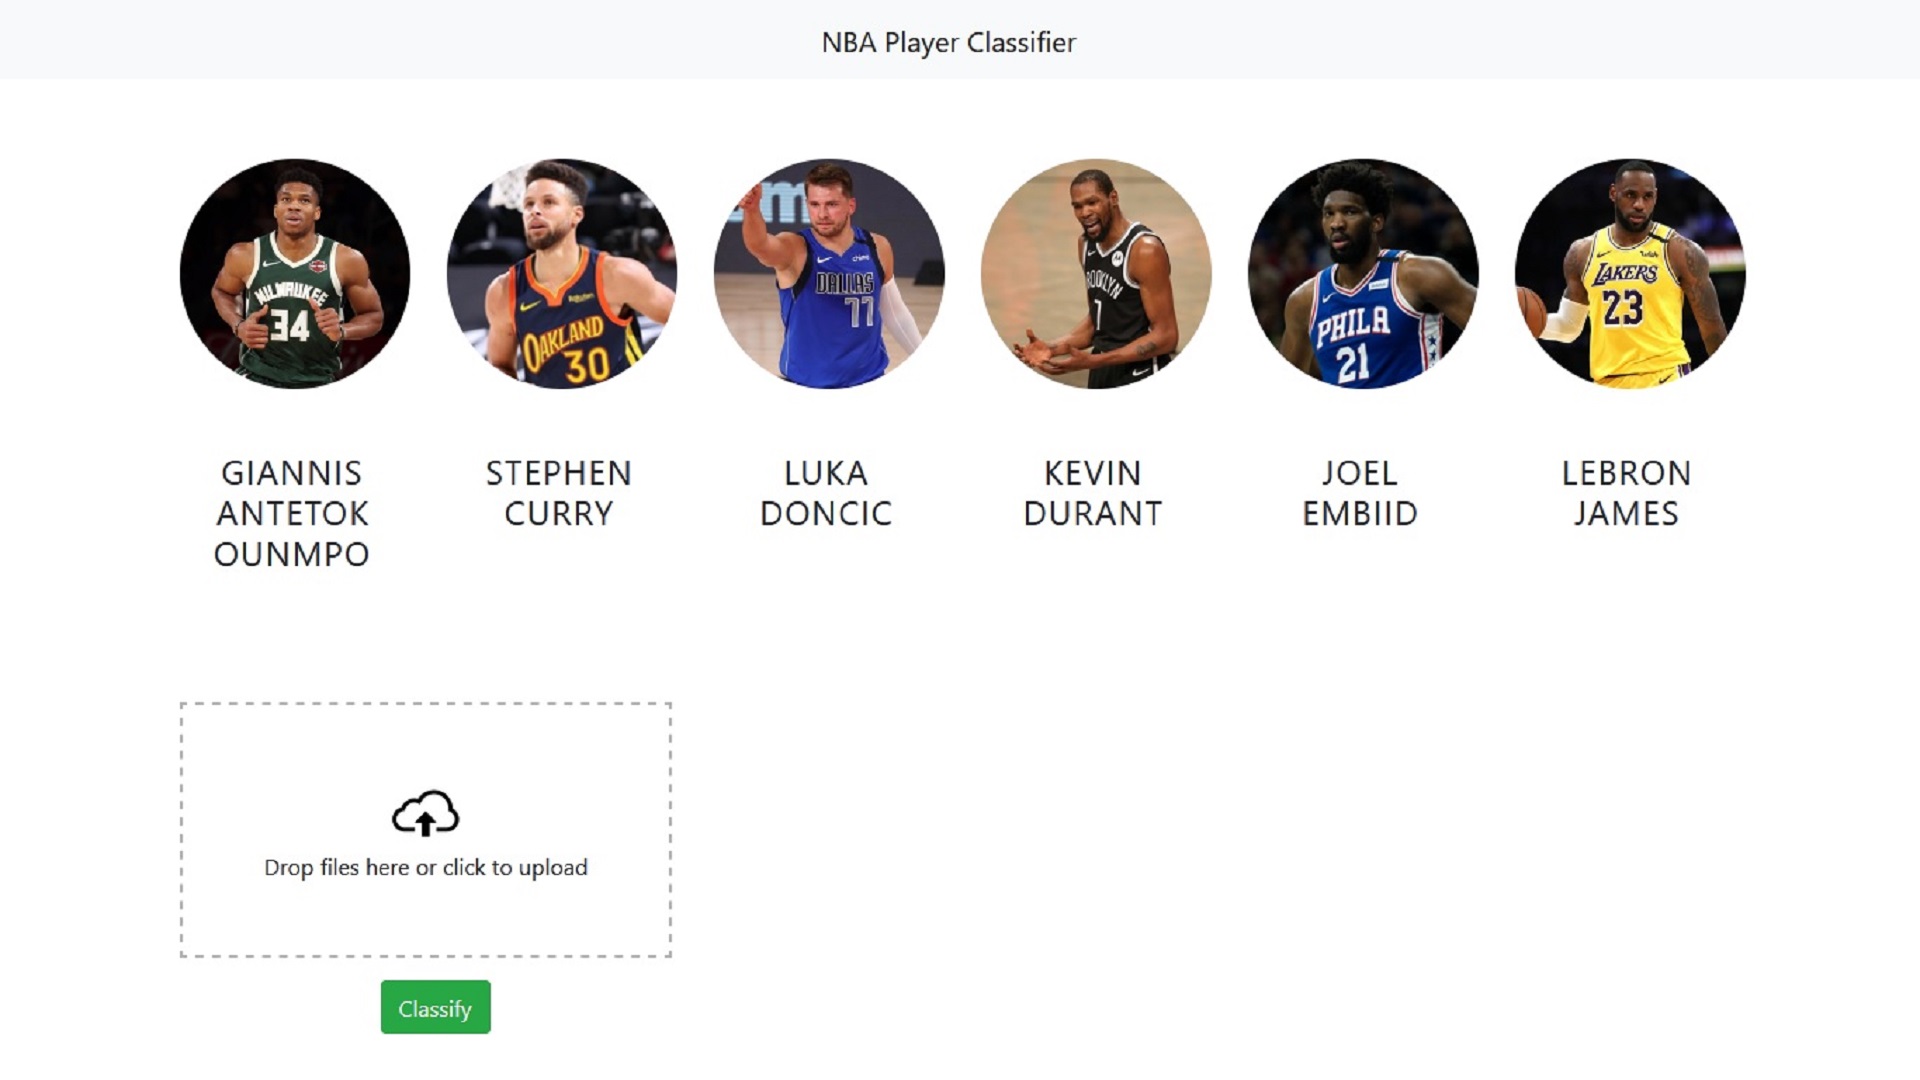 NBA Player Classifier
MILWAUKEE
34
OAKLAND
30
DALLAS
77
BROOKLYN
7
PHILA
21
LAKERS
23
GIANNIS
ANTETOK
OUNMPO
STEPHEN
CURRY
LUKA
DONCIC
KEVIN
DURANT
JOEL
EMBIID
LEBRON
JAMES
Drop files here or click to upload
Classify